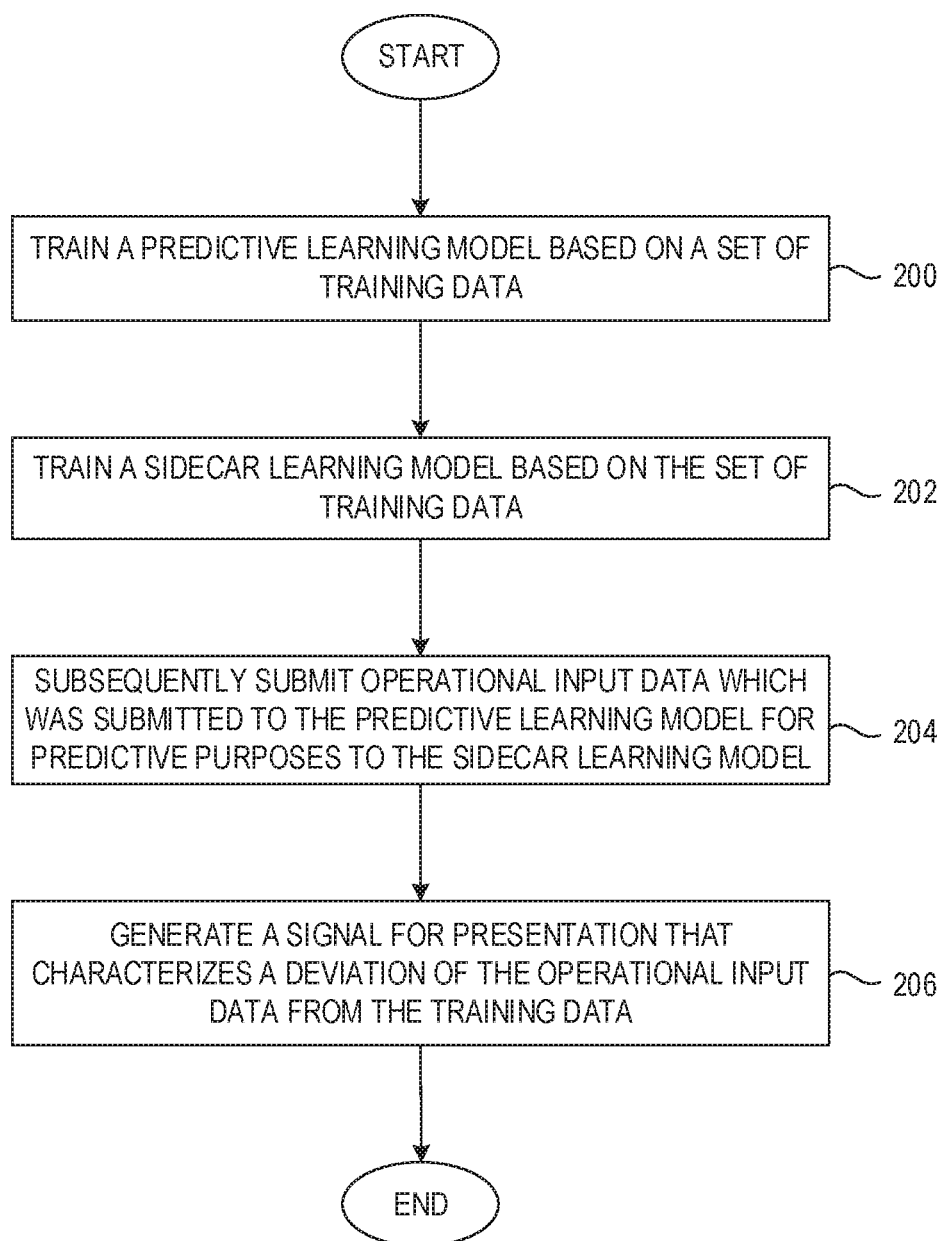 START
TRAIN A PREDICTIVE LEARNING MODEL BASED ON A SET OF
TRAINING DATA
200
TRAIN A SIDECAR LEARNING MODEL BASED ON THE SET OF
TRAINING DATA
202
SUBSEQUENTLY SUBMIT OPERATIONAL INPUT DATA WHICH
WAS SUBMITTED TO THE PREDICTIVE LEARNING MODEL FOR
PREDICTIVE PURPOSES TO THE SIDECAR LEARNING MODEL
204
GENERATE A SIGNAL FOR PRESENTATION THAT
CHARACTERIZES A DEVIATION OF THE OPERATIONAL INPUT
DATA FROM THE TRAINING DATA
206
END